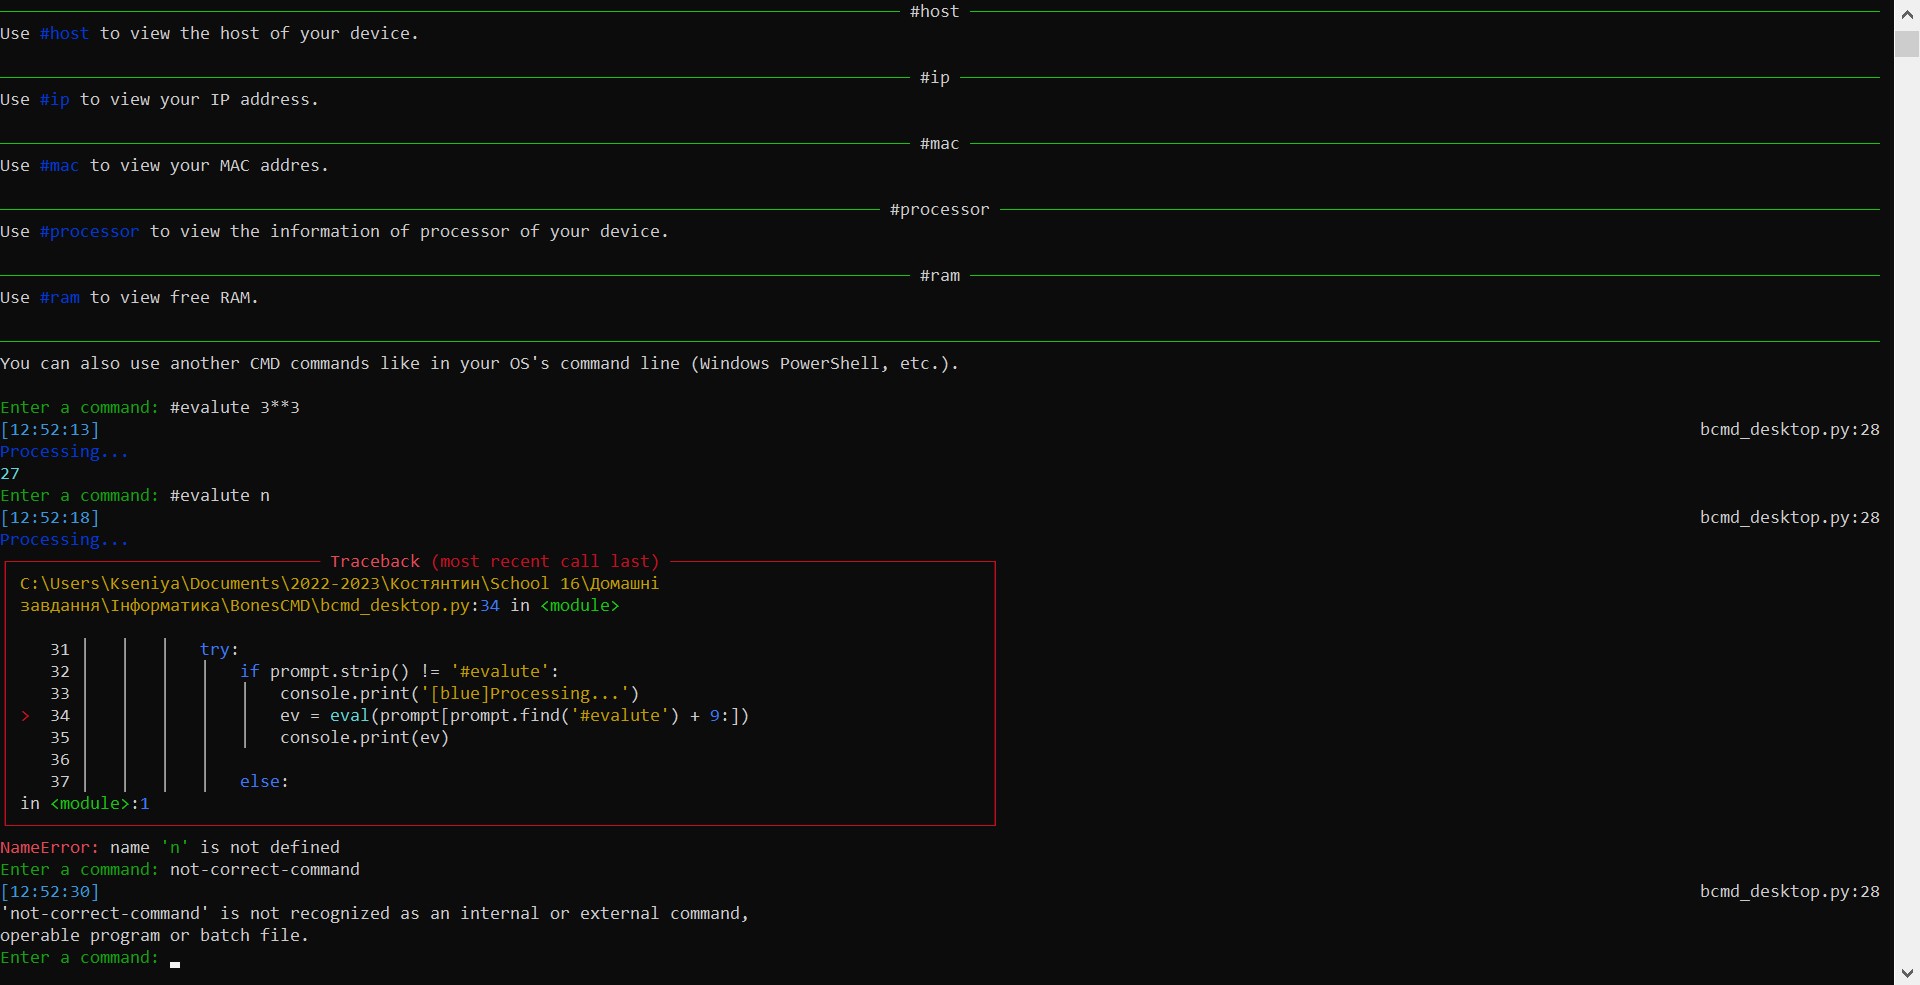 #host
Use #host to view the host of your device.
#ip
Use #ip to view your IP address.
#mac
Use #mac to view your MAC addres.
#processor
Use #processor to view the information of processor of your device.
#ram
Use #ram to view free RAM.
You can also use another CMD commands like in your OS's command line (Windows PowerShell, etc.).
Enter a command: #evalute 3**3
[12:52:13] bcmd_desktop.py:28
Processing...
27
Enter a command: #evalute n
[12:52:18] bcmd_desktop.py:28
Processing...
Traceback (most recent call last)
C:\Users\Kseniya\Documents\2022-2023\Костянтин\School 16\Домашні
завдання\Інформатика\BonesCMD\bcmd_desktop.py:34 in <module>
31 try:
32 if prompt.strip() != '#evalute':
33 console.print('[blue]Processing...')
> 34 ev = eval(prompt[prompt.find('#evalute') + 9:])
35 console.print(ev)
36
37 else:
in <module>:1
NameError: name 'n' is not defined
Enter a command: not-correct-command
[12:52:30] bcmd_desktop.py:28
'not-correct-command' is not recognized as an internal or external command,
operable program or batch file.
Enter a command: